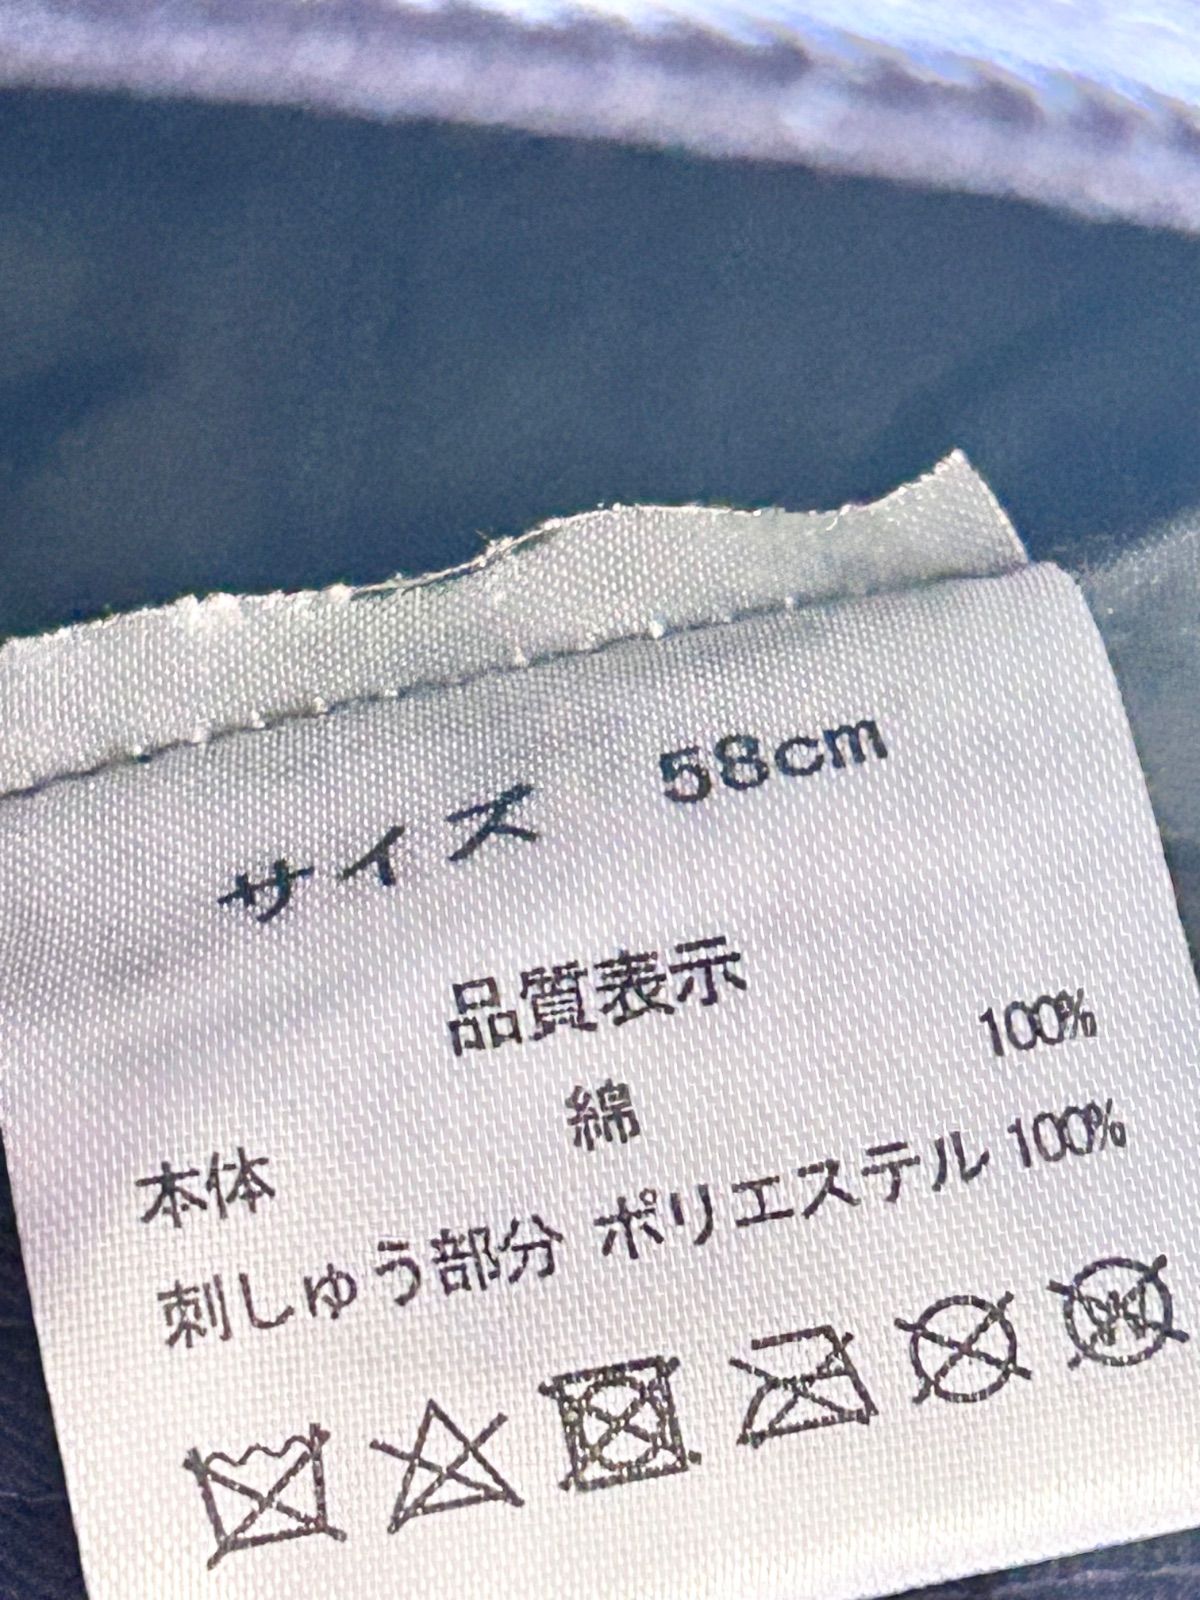 サイズ 58cm
品質表示
本体 綿 100%
刺しゅう部分 ポリエステル 100%